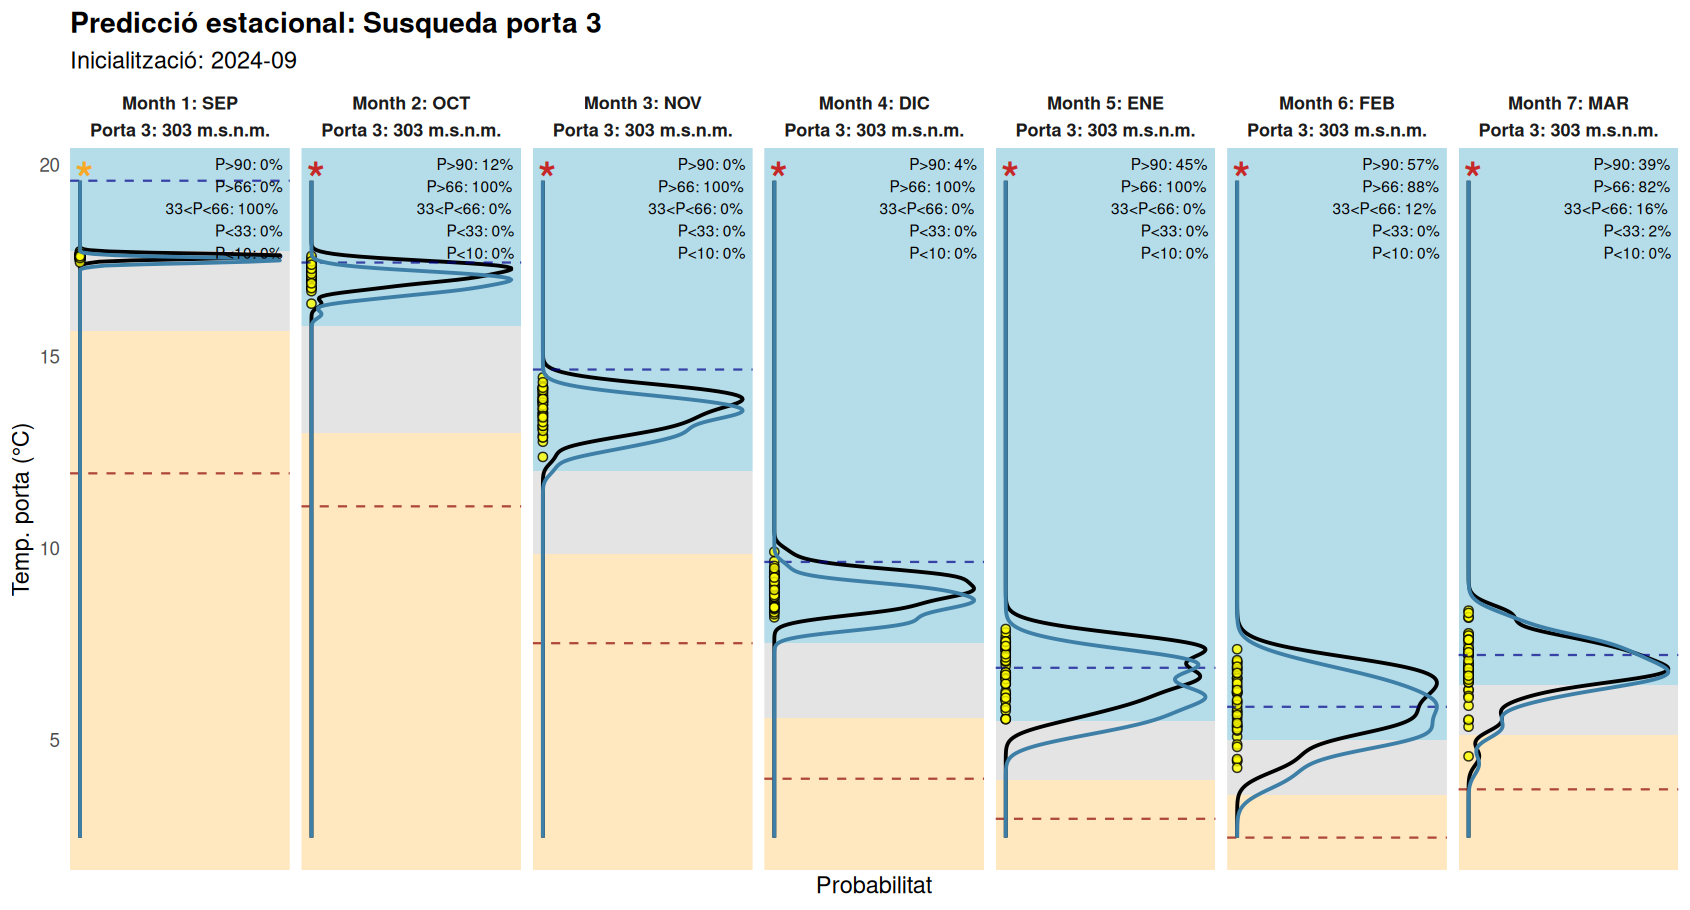 Predicció estacional: Susqueda porta 3
Inicialització: 2024-09
Month 1: SEP
Porta 3: 303 m.s.n.m.
Month 2: OCT
Porta 3: 303 m.s.n.m.
Month 3: NOV
Porta 3: 303 m.s.n.m.
Month 4: DIC
Porta 3: 303 m.s.n.m.
Month 5: ENE
Porta 3: 303 m.s.n.m.
Month 6: FEB
Porta 3: 303 m.s.n.m.
Month 7: MAR
Porta 3: 303 m.s.n.m.
Temp. porta (°C)
20
15
10
5
*
P>90: 0%
P>66: 0%
33<P<66: 100%
P<33: 0%
P<10: 0%
*
P>90: 12%
P>66: 100%
33<P<66: 0%
P<33: 0%
P<10: 0%
*
P>90: 0%
P>66: 100%
33<P<66: 0%
P<33: 0%
P<10: 0%
*
P>90: 4%
P>66: 100%
33<P<66: 0%
P<33: 0%
P<10: 0%
*
P>90: 45%
P>66: 100%
33<P<66: 0%
P<33: 0%
P<10: 0%
*
P>90: 57%
P>66: 88%
33<P<66: 12%
P<33: 0%
P<10: 0%
*
P>90: 39%
P>66: 82%
33<P<66: 16%
P<33: 2%
P<10: 0%
Probabilitat